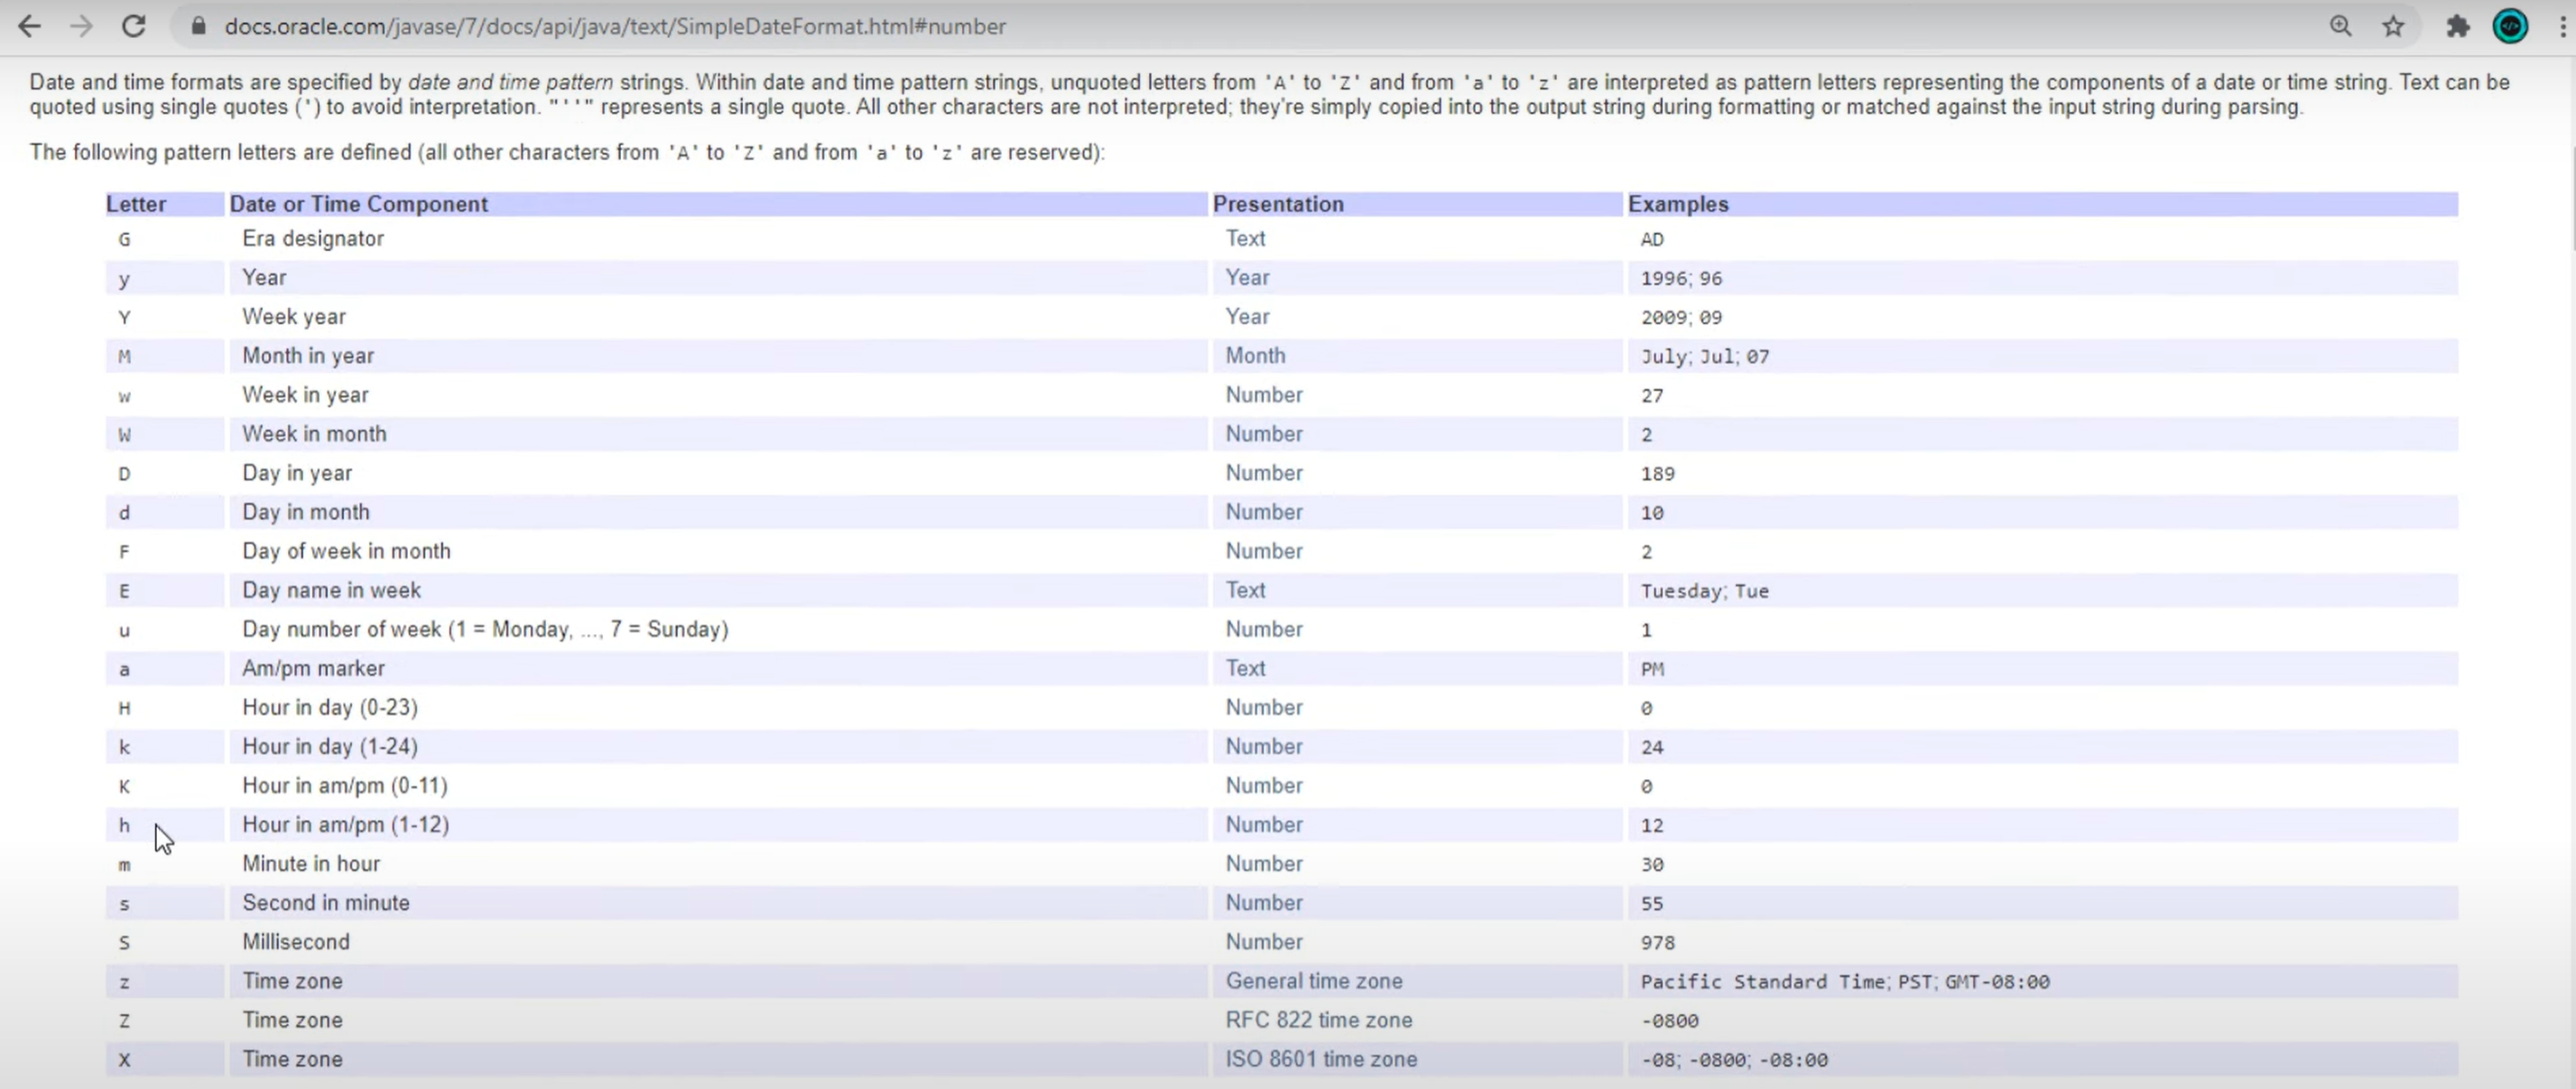 docs.oracle.com/javase/7/docs/api/java/text/SimpleDateFormat.html#number
Date and time formats are specified by date and time pattern strings. Within date and time pattern strings, unquoted letters from 'A' to 'Z' and from 'a' to 'z' are interpreted as pattern letters representing the components of a date or time string. Text can be
quoted using single quotes (') to avoid interpretation. "''" represents a single quote. All other characters are not interpreted; they're simply copied into the output string during formatting or matched against the input string during parsing.
The following pattern letters are defined (all other characters from 'A' to 'Z' and from 'a' to 'z' are reserved):
Letter Date or Time Component Presentation Examples
G Era designator Text AD
y Year Year 1996; 96
Y Week year Year 2009; 09
M Month in year Month July; Jul; 07
w Week in year Number 27
W Week in month Number 2
D Day in year Number 189
d Day in month Number 10
F Day of week in month Number 2
E Day name in week Text Tuesday; Tue
u Day number of week (1 = Monday, ..., 7 = Sunday) Number 1
a Am/pm marker Text PM
H Hour in day (0-23) Number 0
k Hour in day (1-24) Number 24
K Hour in am/pm (0-11) Number 0
h Hour in am/pm (1-12) Number 12
m Minute in hour Number 30
s Second in minute Number 55
S Millisecond Number 978
z Time zone General time zone Pacific Standard Time; PST; GMT-08:00
Z Time zone RFC 822 time zone -0800
X Time zone ISO 8601 time zone -08; -0800; -08:00